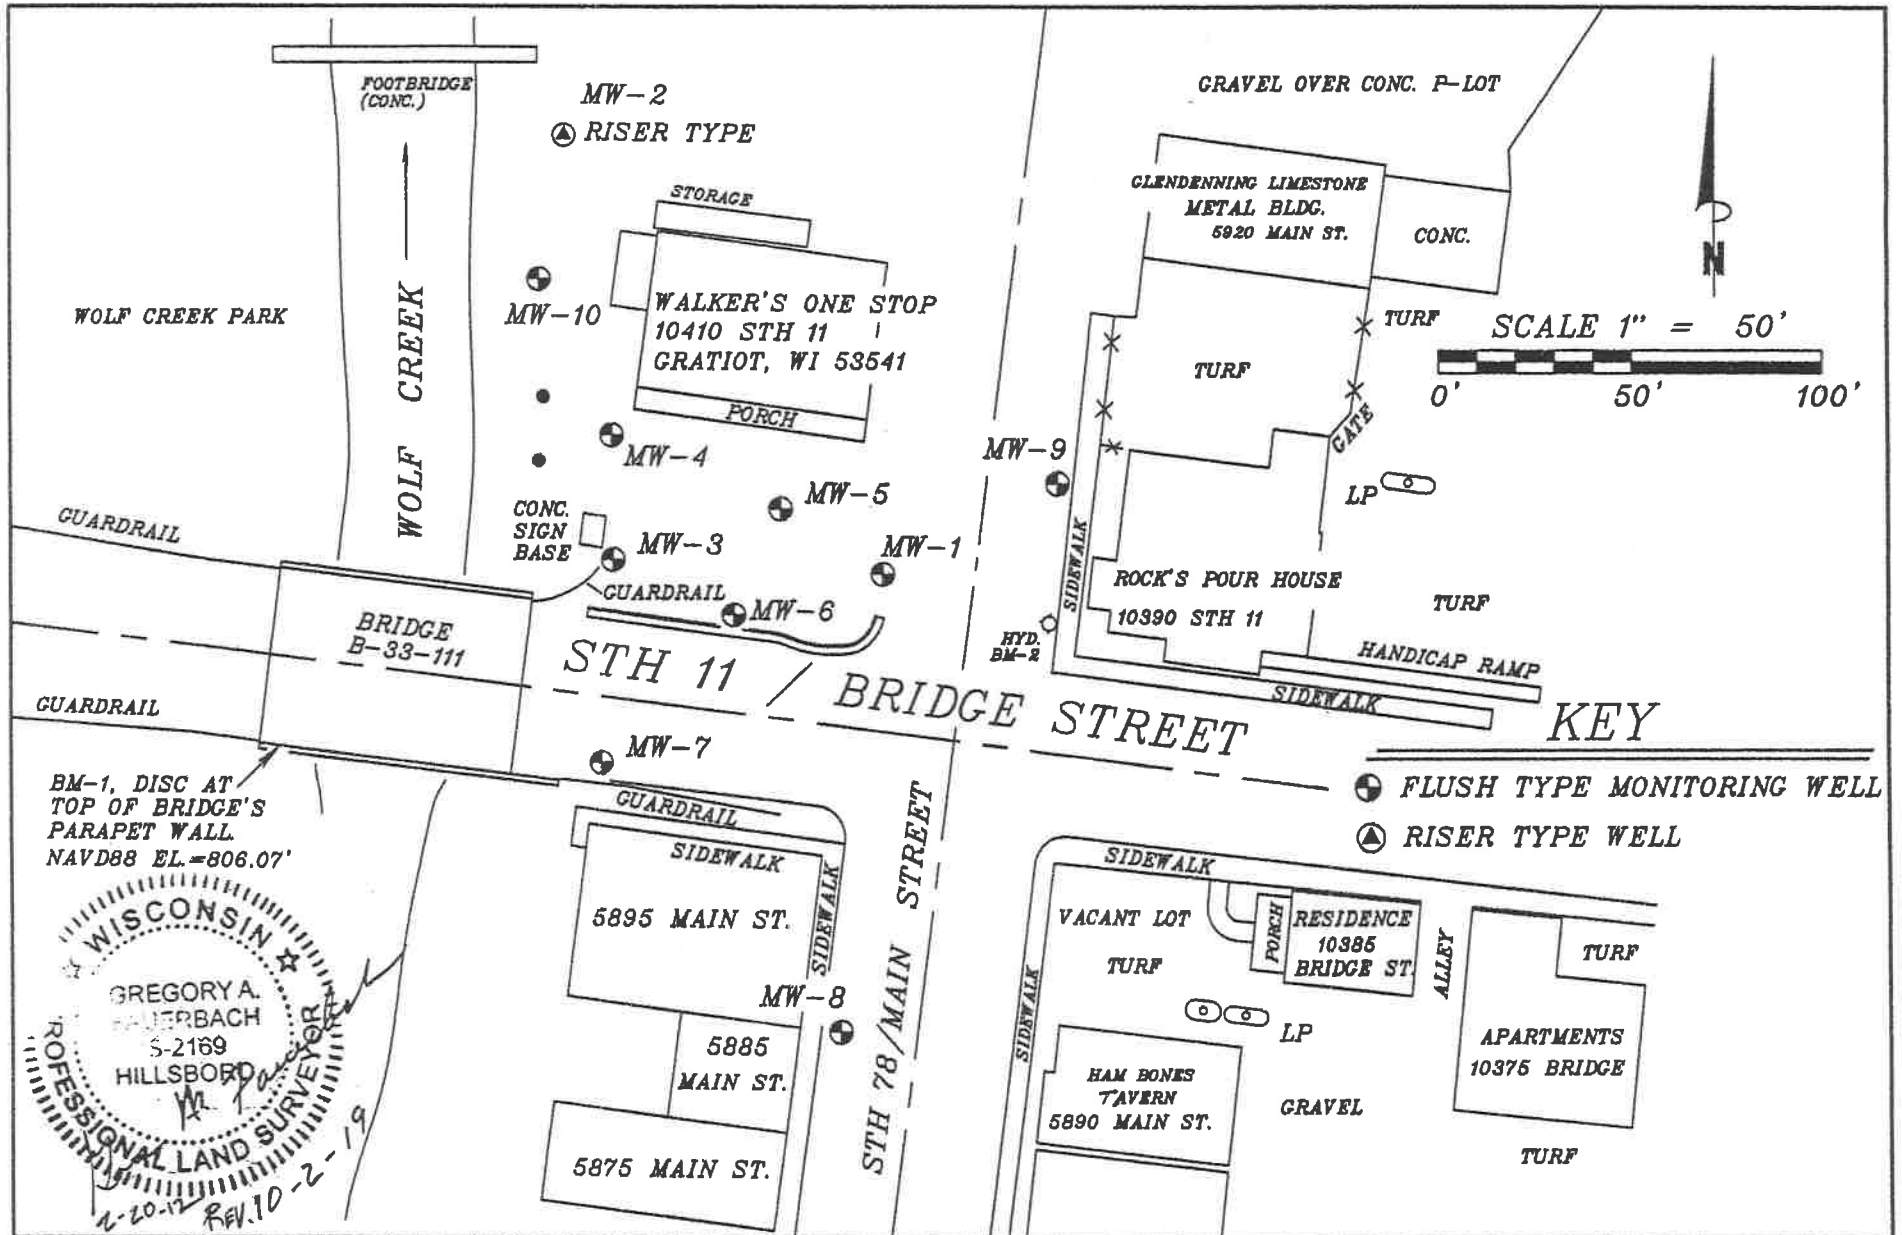 FOOTBRIDGE
(CONC.)
MW-2
RISER TYPE
GRAVEL OVER CONC. P-LOT
STORAGE
GLENDENNING LIMESTONE
METAL BLDG.
5920 MAIN ST.
CONC.
N
WOLF CREEK PARK
WOLF CREEK
MW-10
WALKER'S ONE STOP
10410 STH 11
GRATIOT, WI 53541
PORCH
TURF
TURF
SCALE 1" = 50'
0' 50' 100'
GATE
MW-4
MW-9
MW-5
LP
GUARDRAIL
CONC.
SIGN
BASE
MW-3
MW-1
SIDEWALK
GUARDRAIL
MW-6
ROCK'S POUR HOUSE
10390 STH 11
TURF
BRIDGE
B-33-111
HYD.
BM-2
HANDICAP RAMP
SIDEWALK
STH 11 / BRIDGE STREET
GUARDRAIL
MW-7
KEY
FLUSH TYPE MONITORING WELL
RISER TYPE WELL
BM-1, DISC AT
TOP OF BRIDGE'S
PARAPET WALL.
NAVD88 EL.=806.07'
GUARDRAIL
SIDEWALK
SIDEWALK
5895 MAIN ST.
SIDEWALK
STH 78/MAIN STREET
VACANT LOT
TURF
PORCH
RESIDENCE
10385
BRIDGE ST.
ALLEY
TURF
MW-8
SIDEWALK
LP
5885
MAIN ST.
HAM BONES
TAVERN
5890 MAIN ST.
GRAVEL
APARTMENTS
10375 BRIDGE
TURF
5875 MAIN ST.
WISCONSIN
GREGORY A.
S-2169
HILLSBORO
PROFESSIONAL LAND SURVEYOR
2-20-12
REV. 10-2-19